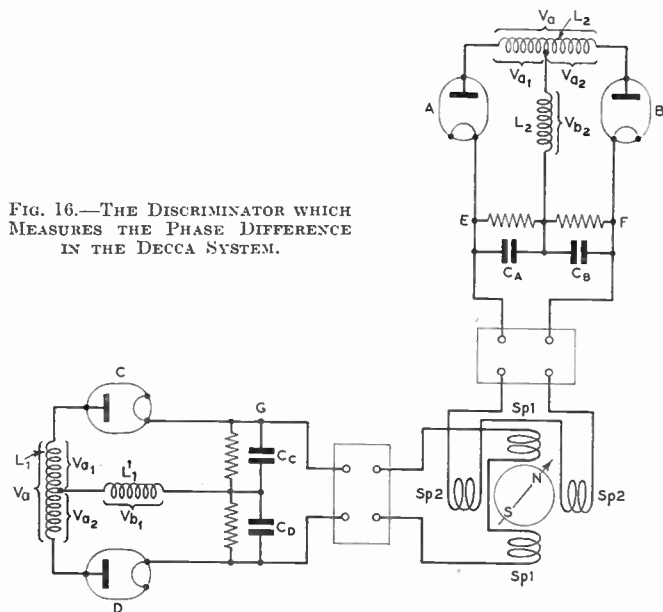 Va
L2
Va1
Va2
A
B
L2
Vb2
FIG. 16.—THE DISCRIMINATOR WHICH
MEASURES THE PHASE DIFFERENCE
IN THE DECCA SYSTEM.
E
F
CA
CB
C
G
Sp1
L1
Va1
L'1
CC
N
Va
Sp2
S
Sp2
Vb1
Va2
CD
Sp1
D